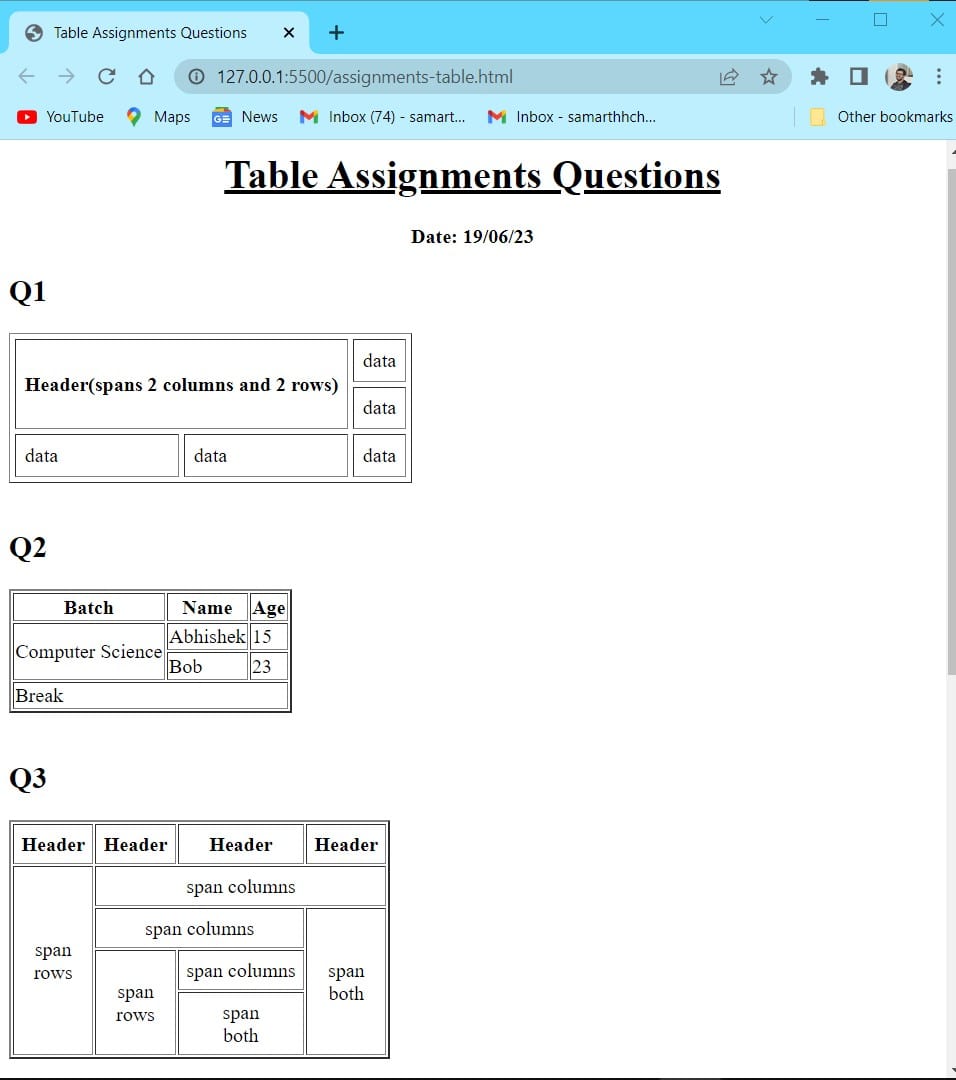 Table Assignments Questions
127.0.0.1:5500/assignments-table.html
YouTube Maps GE News Inbox (74) - samart... Inbox - samarthhch... Other bookmarks
Table Assignments Questions
Date: 19/06/23
Q1
Header(spans 2 columns and 2 rows) data
data
data data data
Q2
Batch Name Age
Computer Science Abhishek 15
Bob 23
Break
Q3
Header Header Header Header
span columns
span columns
span
rows
span columns
span
both
span
rows
span
both